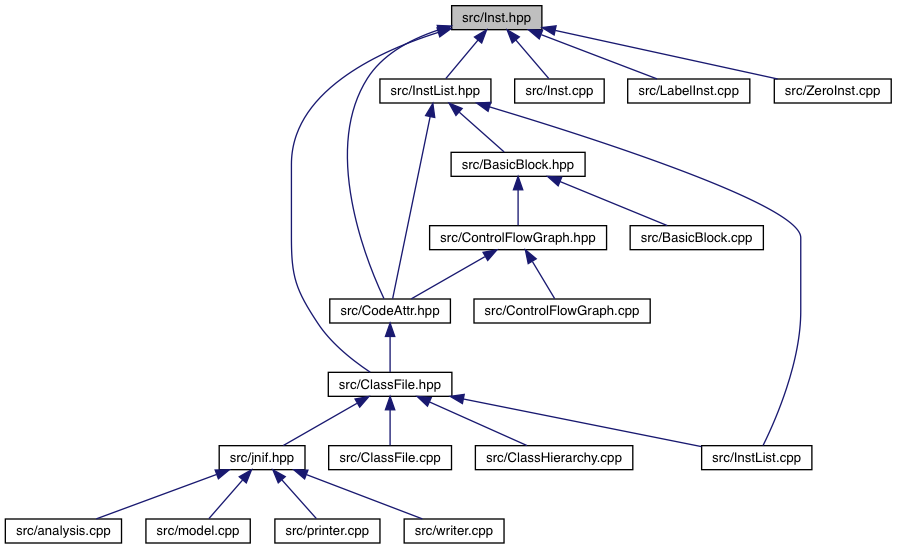 src/Inst.hpp
src/InstList.hpp
src/Inst.cpp
src/LabelInst.cpp
src/ZeroInst.cpp
src/BasicBlock.hpp
src/ControlFlowGraph.hpp
src/BasicBlock.cpp
src/CodeAttr.hpp
src/ControlFlowGraph.cpp
src/ClassFile.hpp
src/jnif.hpp
src/ClassFile.cpp
src/ClassHierarchy.cpp
src/InstList.cpp
src/analysis.cpp
src/model.cpp
src/printer.cpp
src/writer.cpp